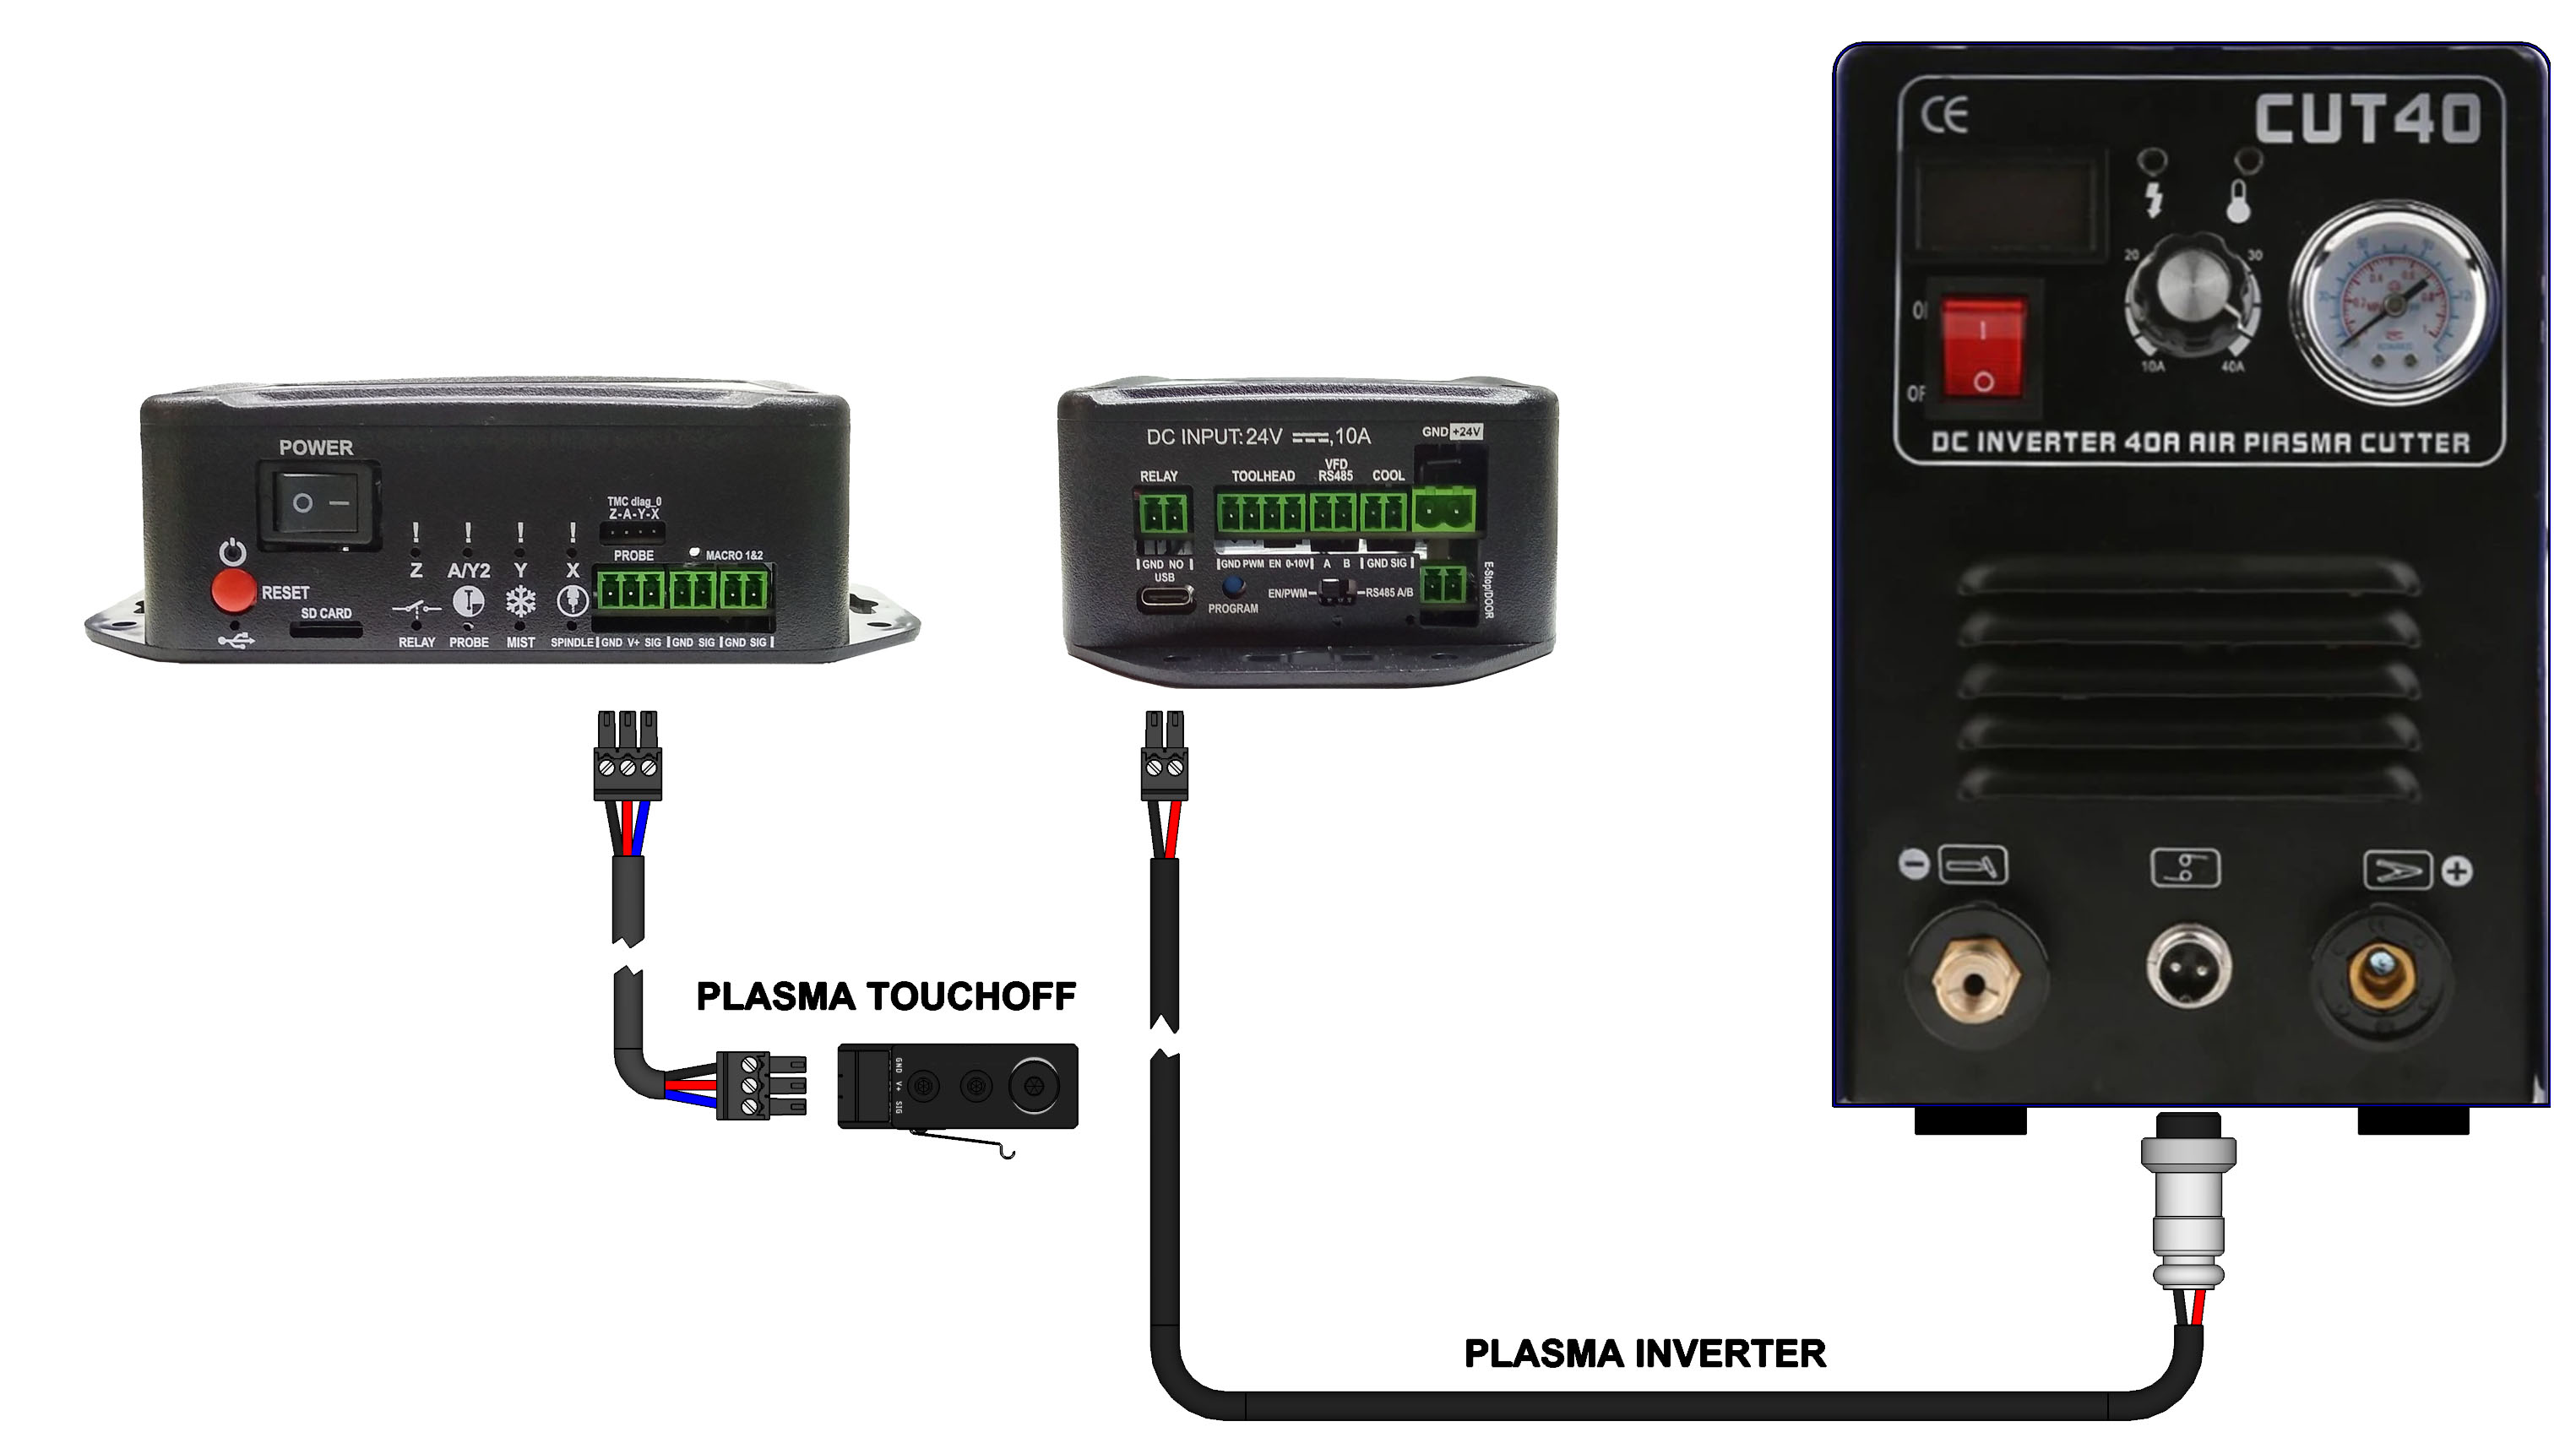 POWER
TMC diag_0
Z-A-Y-X
PROBE
MACRO 1&2
Z
A/Y2
Y
X
RESET
SD CARD
RELAY
PROBE
MIST
SPINDLE
GND V+ SIG
GND SIG
GND SIG
DC INPUT: 24V ,10A
GND +24V
RELAY
TOOLHEAD
VFD
RS485
COOL
GND NO
GND PWM EN 0-10V
A B
GND SIG
USB
PROGRAM
EN/PWM
RS485 A/B
E-Stop/DOOR
CE
CUT40
20
30
10A
40A
DC INVERTER 40A AIR PIASMA CUTTER
PLASMA TOUCHOFF
GND
V+
SIG
PLASMA INVERTER